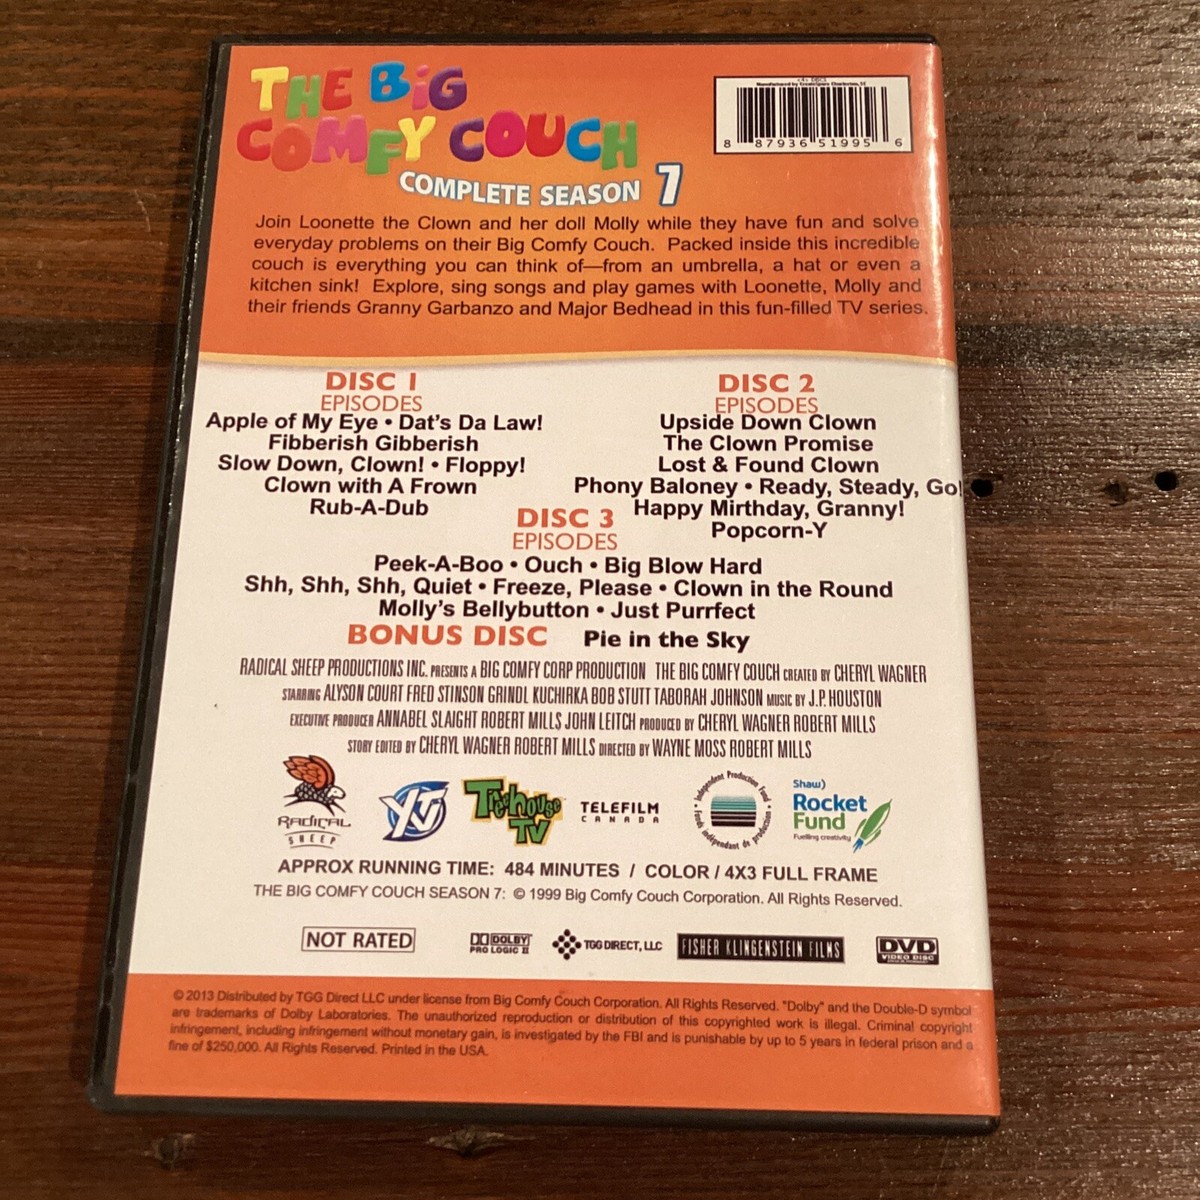 THE BiG
COMFY COUCH
COMPLETE SEASON 7
8 87936 51995 6
Join Loonette the Clown and her doll Molly while they have fun and solve
everyday problems on their Big Comfy Couch. Packed inside this incredible
couch is everything you can think of—from an umbrella, a hat or even a
kitchen sink! Explore, sing songs and play games with Loonette, Molly and
their friends Granny Garbanzo and Major Bedhead in this fun-filled TV series.
DISC 1
EPISODES
Apple of My Eye • Dat's Da Law!
Fibberish Gibberish
Slow Down, Clown! • Floppy!
Clown with A Frown
Rub-A-Dub
DISC 2
EPISODES
Upside Down Clown
The Clown Promise
Lost & Found Clown
Phony Baloney • Ready, Steady, Go!
Happy Mirthday, Granny!
Popcorn-Y
DISC 3
EPISODES
Peek-A-Boo • Ouch • Big Blow Hard
Shh, Shh, Shh, Quiet • Freeze, Please • Clown in the Round
Molly's Bellybutton • Just Purrfect
BONUS DISC Pie in the Sky
RADICAL SHEEP PRODUCTIONS INC. PRESENTS A BIG COMFY CORP PRODUCTION THE BIG COMFY COUCH CREATED BY CHERYL WAGNER
STARRING ALYSON COURT FRED STINSON GRINDL KUCHIRKA BOB STUTT TABORAH JOHNSON MUSIC BY J.P. HOUSTON
EXECUTIVE PRODUCER ANNABEL SLAIGHT ROBERT MILLS JOHN LEITCH PRODUCED BY CHERYL WAGNER ROBERT MILLS
STORY EDITED BY CHERYL WAGNER ROBERT MILLS DIRECTED BY WAYNE MOSS ROBERT MILLS
RADICAL
SHEEP
YTV
Treehouse
TV
TELEFILM
CANADA
Independent Production Fund
Fonds indépendant de production
Shaw)
Rocket
Fund
Fuelling creativity
APPROX RUNNING TIME: 484 MINUTES / COLOR / 4X3 FULL FRAME
THE BIG COMFY COUCH SEASON 7: © 1999 Big Comfy Couch Corporation. All Rights Reserved.
NOT RATED
DOLBY
PRO LOGIC II
TGG DIRECT, LLC
FISHER KLINGENSTEIN FILMS
DVD
VIDEO DISC
© 2013 Distributed by TGG Direct LLC under license from Big Comfy Couch Corporation. All Rights Reserved. "Dolby" and the Double-D symbol
are trademarks of Dolby Laboratories. The unauthorized reproduction or distribution of this copyrighted work is illegal. Criminal copyright
infringement, including infringement without monetary gain, is investigated by the FBI and is punishable by up to 5 years in federal prison and a
fine of $250,000. All Rights Reserved. Printed in the USA.